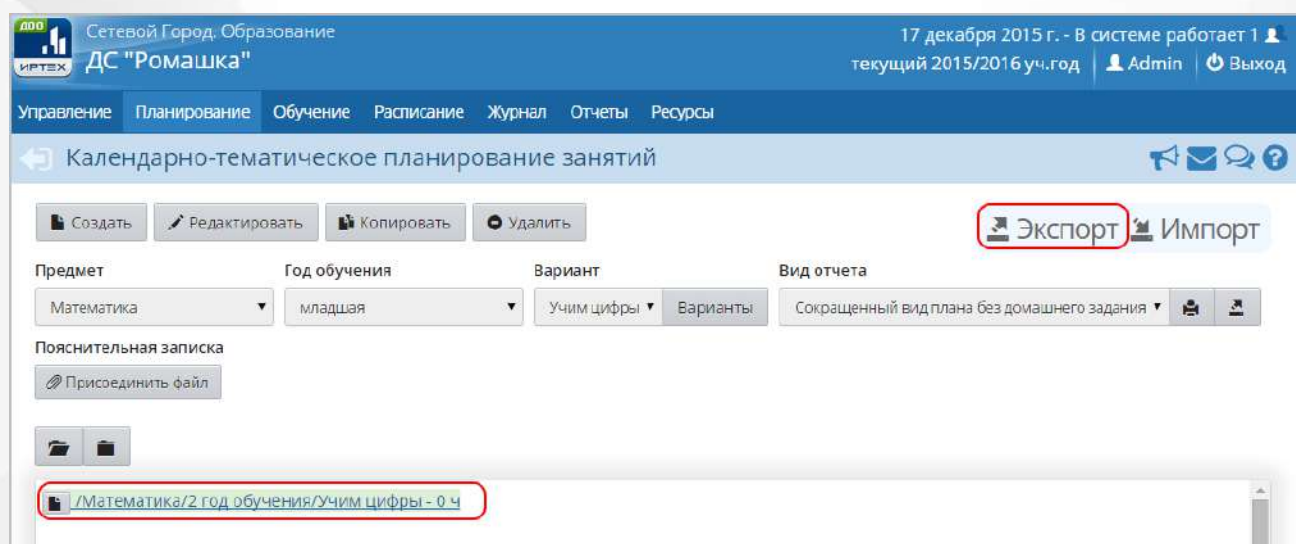 ДОО
ИРТЕХ
Сетевой Город. Образование
ДС "Ромашка"
17 декабря 2015 г. - В системе работает 1
текущий 2015/2016 уч.год Admin Выход
Управление Планирование Обучение Расписание Журнал Отчеты Ресурсы
Календарно-тематическое планирование занятий
Создать Редактировать Копировать Удалить Экспорт Импорт
Предмет Год обучения Вариант Вид отчета
Математика младшая Учим цифры Варианты Сокращенный вид плана без домашнего задания
Пояснительная записка
Присоединить файл
/Математика/2 год обучения/Учим цифры - 0 ч